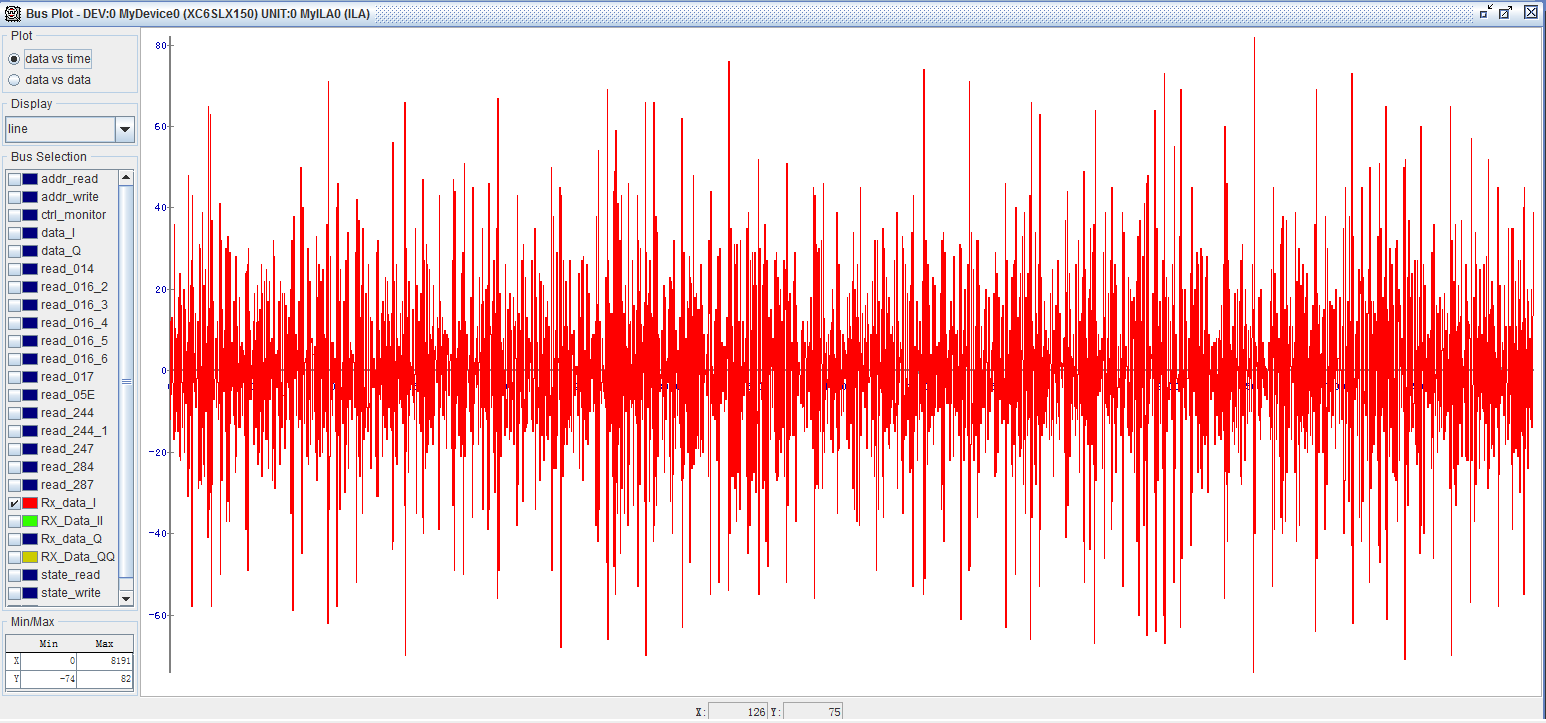 Bus Plot - DEV:0 MyDevice0 (XC6SLX150) UNIT:0 MyILA0 (ILA)
Plot
data vs time
data vs data
Display
line
Bus Selection
addr_read
addr_write
ctrl_monitor
data_I
data_Q
read_014
read_016_2
read_016_3
read_016_4
read_016_5
read_016_6
read_017
read_05E
read_244
read_244_1
read_247
read_284
read_287
Rx_data_I
RX_Data_II
Rx_data_Q
RX_Data_QQ
state_read
state_write
Min/Max
Min Max
X 0 8191
Y -74 82
80
60
40
20
0
-20
-40
-60
X: 126 Y: 75